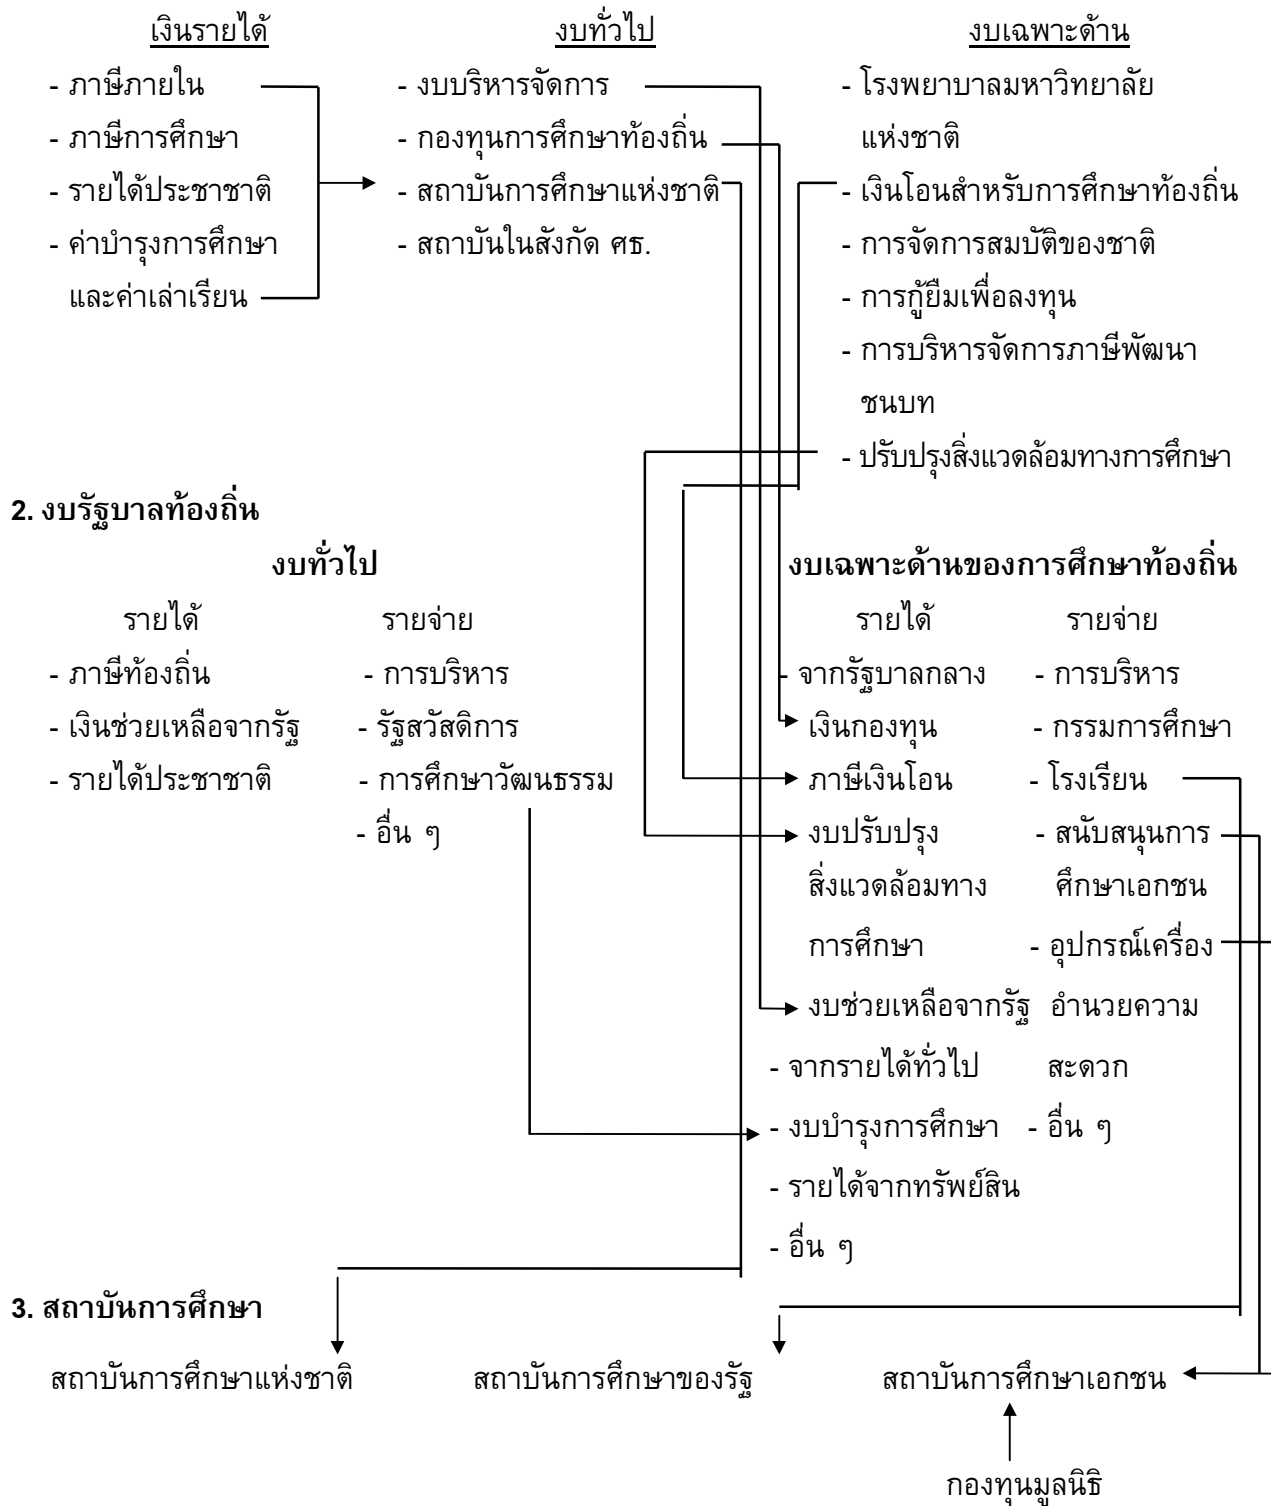 เงินรายได้ งบทั่วไป งบเฉพาะด้าน
- ภาษีภายใน - งบบริหารจัดการ - โรงพยาบาลมหาวิทยาลัย
- ภาษีการศึกษา - กองทุนการศึกษาท้องถิ่น แห่งชาติ
- รายได้ประชาชาติ - สถาบันการศึกษาแห่งชาติ - เงินโอนสำหรับการศึกษาท้องถิ่น
- ค่าบำรุงการศึกษา - สถาบันในสังกัด ศธ. - การจัดการสมบัติของชาติ
และค่าเล่าเรียน - การกู้ยืมเพื่อลงทุน
- การบริหารจัดการภาษีพัฒนา
ชนบท
- ปรับปรุงสิ่งแวดล้อมทางการศึกษา
2. งบรัฐบาลท้องถิ่น
งบทั่วไป งบเฉพาะด้านของการศึกษาท้องถิ่น
รายได้ รายจ่าย รายได้ รายจ่าย
- ภาษีท้องถิ่น - การบริหาร - จากรัฐบาลกลาง - การบริหาร
- เงินช่วยเหลือจากรัฐ - รัฐสวัสดิการ เงินกองทุน - กรรมการศึกษา
- รายได้ประชาชาติ - การศึกษาวัฒนธรรม ภาษีเงินโอน - โรงเรียน
- อื่น ๆ งบปรับปรุง - สนับสนุนการ
สิ่งแวดล้อมทาง ศึกษาเอกชน
การศึกษา - อุปกรณ์เครื่อง
งบช่วยเหลือจากรัฐ อำนวยความ
- จากรายได้ทั่วไป สะดวก
- งบบำรุงการศึกษา - อื่น ๆ
- รายได้จากทรัพย์สิน
- อื่น ๆ
3. สถาบันการศึกษา
สถาบันการศึกษาแห่งชาติ สถาบันการศึกษาของรัฐ สถาบันการศึกษาเอกชน
กองทุนมูลนิธิ